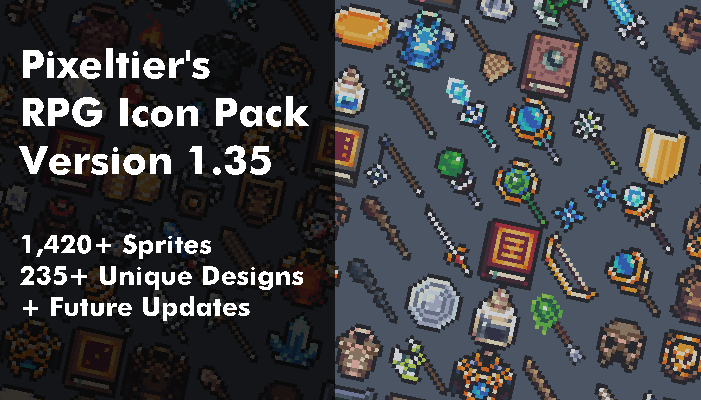 Pixeltier's
RPG Icon Pack
Version 1.35
1,420+ Sprites
235+ Unique Designs
+ Future Updates